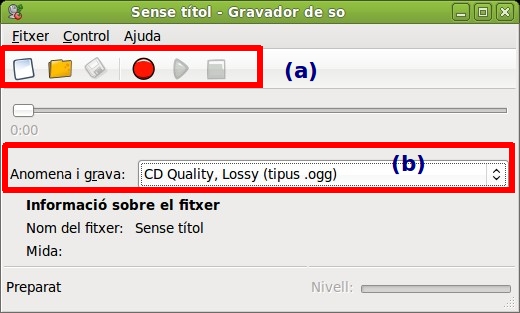 Sense títol - Gravador de so
Fitxer Control Ajuda
(a)
0:00
(b)
Anomena i grava: CD Quality, Lossy (tipus .ogg)
Informació sobre el fitxer
Nom del fitxer: Sense títol
Mida:
Preparat Nivell: